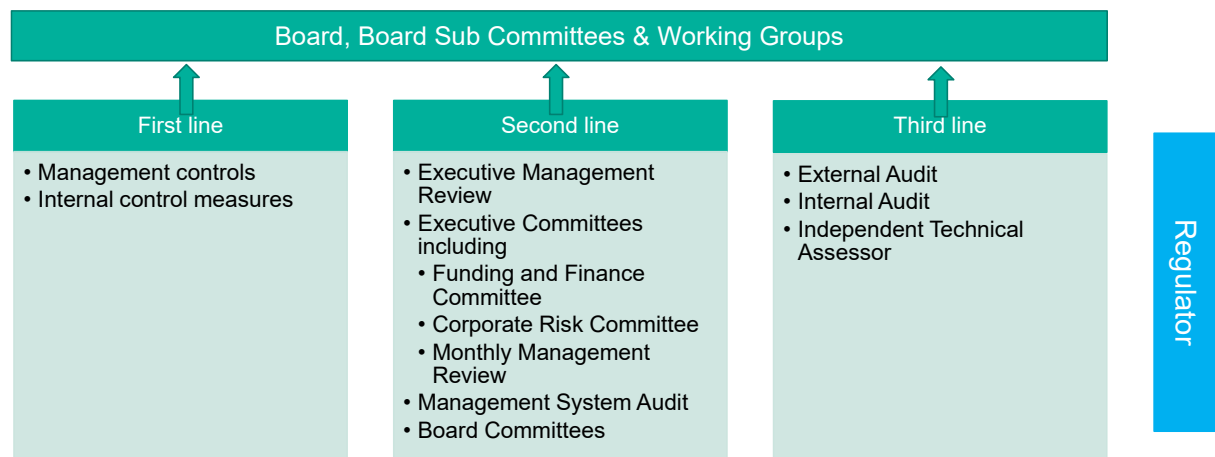 Board, Board Sub Committees & Working Groups
First line
• Management controls
• Internal control measures
Second line
• Executive Management
Review
• Executive Committees
including
• Funding and Finance
Committee
• Corporate Risk Committee
• Monthly Management
Review
• Management System Audit
• Board Committees
Third line
• External Audit
• Internal Audit
• Independent Technical
Assessor
Regulator